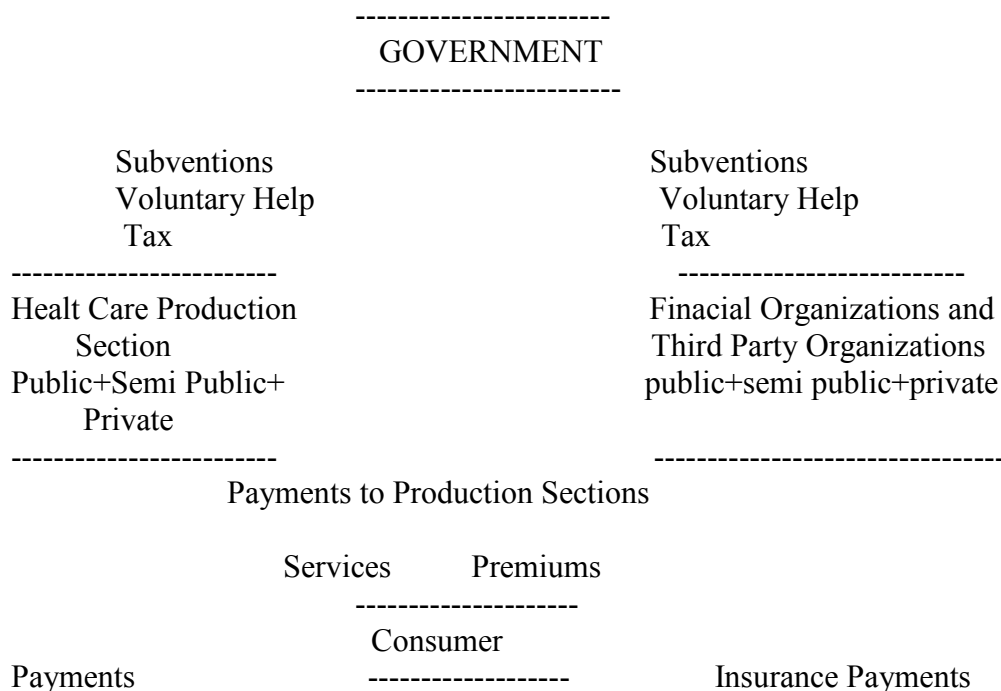 -------------------------
GOVERNMENT
-------------------------
Subventions Subventions
Voluntary Help Voluntary Help
Tax Tax
------------------------- ---------------------------
Healt Care Production Finacial Organizations and
Section Third Party Organizations
Public+Semi Public+ public+semi public+private
Private
------------------------- ---------------------------------
Payments to Production Sections
Services Premiums
---------------------
Consumer
Payments ------------------- Insurance Payments